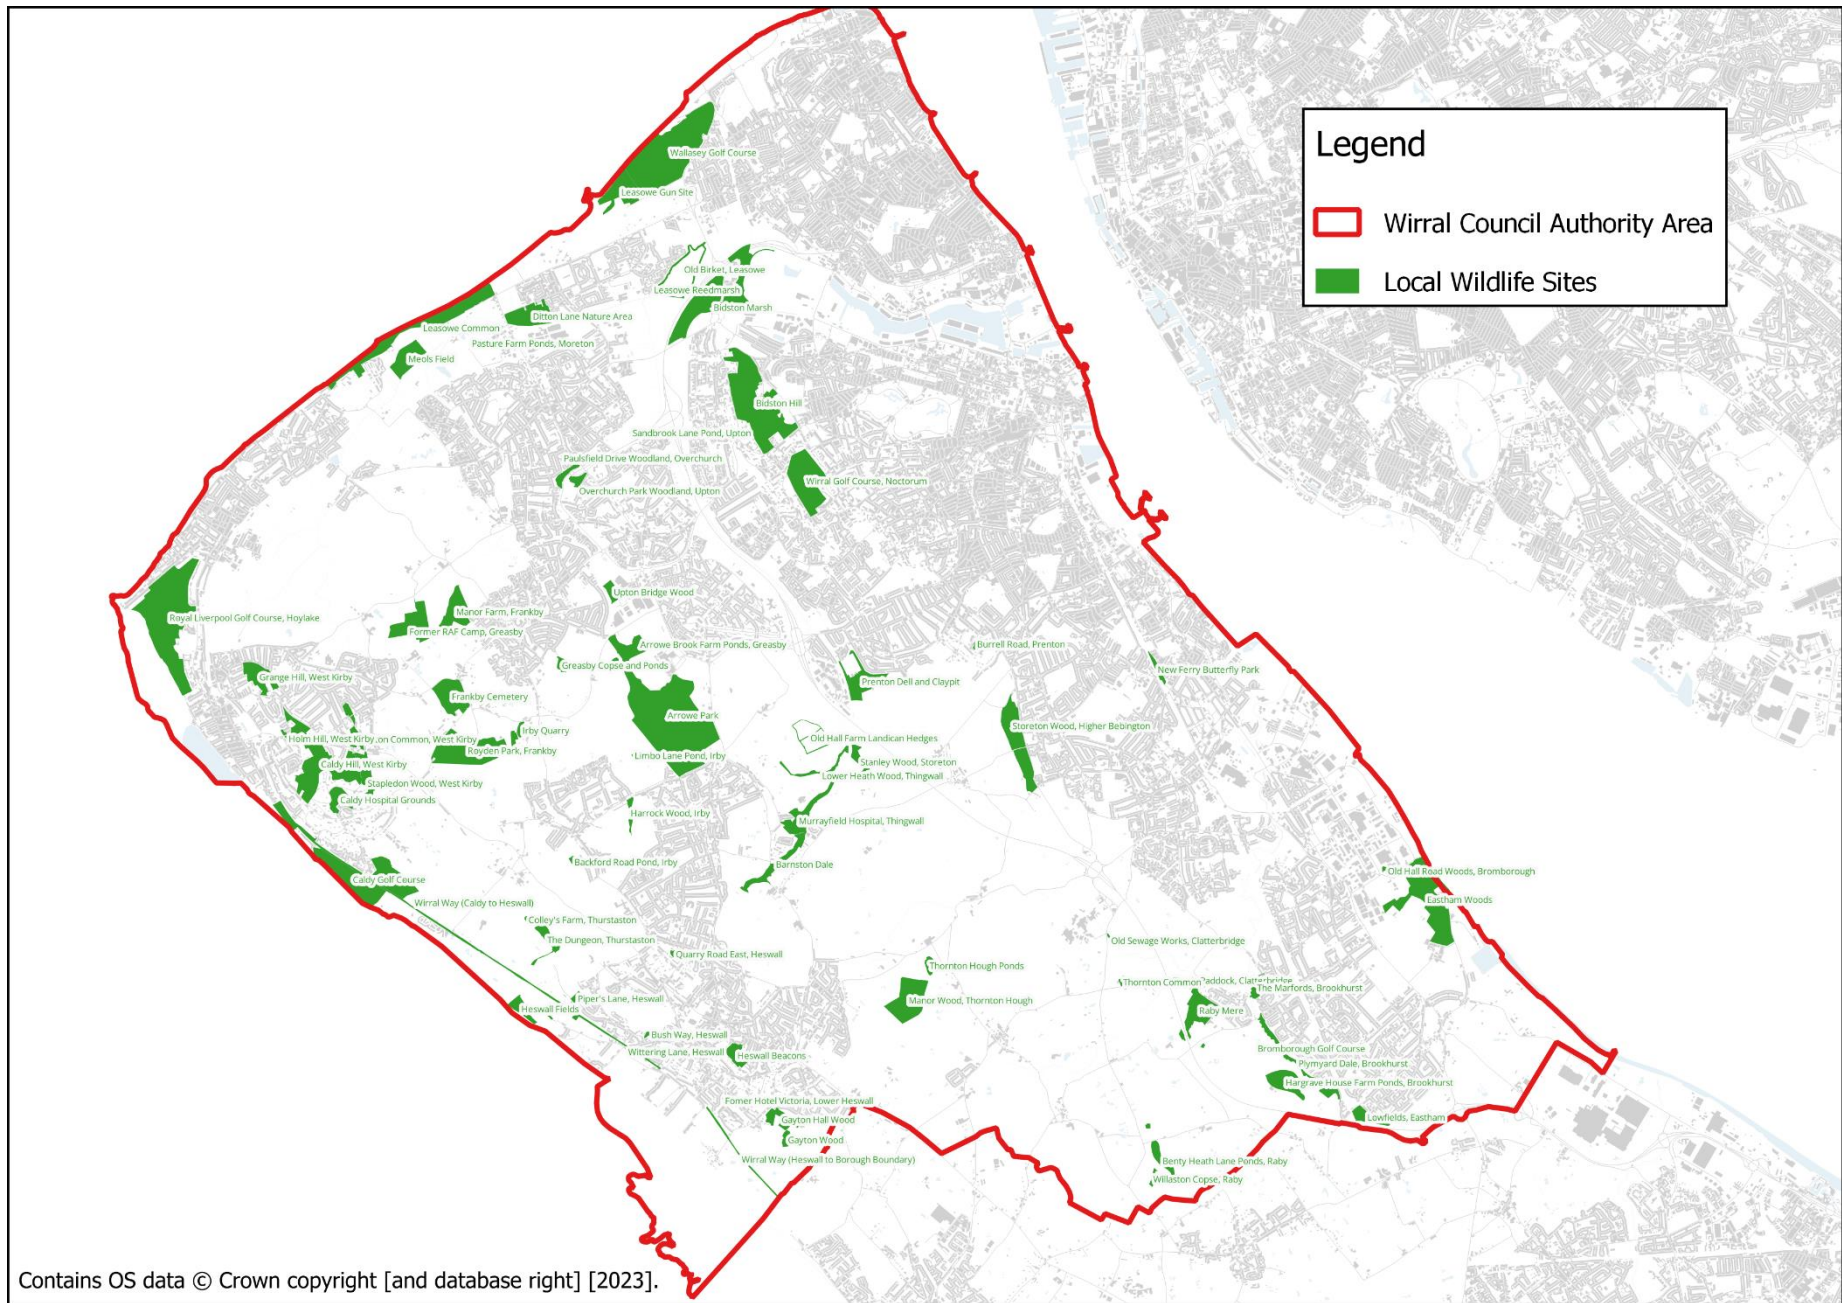 Legend
Wirral Council Authority Area
Local Wildlife Sites
Wallasey Golf Course
Leasowe Gun Site
Old Birket, Leasowe
Leasowe Reedmarsh
Bidston Marsh
Ditton Lane Nature Area
Leasowe Common
Pasture Farm Ponds, Moreton
Meols Field
Bidston Hill
Sandbrook Lane Pond, Upton
Paulsfield Drive Woodland, Overchurch
Wirral Golf Course, Noctorum
Overchurch Park Woodland, Upton
Upton Bridge Wood
Manor Farm, Frankby
Royal Liverpool Golf Course, Hoylake
Former RAF Camp, Greasby
Arrowe Brook Farm Ponds, Greasby
Burrell Road, Prenton
Greasby Copse and Ponds
New Ferry Butterfly Park
Grange Hill, West Kirby
Prenton Dell and Claypit
Frankby Cemetery
Arrowe Park
Storeton Wood, Higher Bebington
Irby Quarry
Holm Hill, West Kirby
on Common, West Kirby
Old Hall Farm Landican Hedges
Royden Park, Frankby
Limbo Lane Pond, Irby
Caldy Hill, West Kirby
Stanley Wood, Storeton
Lower Heath Wood, Thingwall
Stapledon Wood, West Kirby
Caldy Hospital Grounds
Harrock Wood, Irby
Murrayfield Hospital, Thingwall
Backford Road Pond, Irby
Barnston Dale
Old Hall Road Woods, Bromborough
Caldy Golf Course
Eastham Woods
Wirral Way (Caldy to Heswall)
Colley's Farm, Thurstaston
The Dungeon, Thurstaston
Old Sewage Works, Clatterbridge
Quarry Road East, Heswall
Thornton Hough Ponds
Thornton Common Paddock, Clatterbridge
The Marfords, Brookhurst
Piper's Lane, Heswall
Manor Wood, Thornton Hough
Heswall Fields
Raby Mere
Bush Way, Heswall
Bromborough Golf Course
Wittering Lane, Heswall
Heswall Beacons
Plymyard Dale, Brookhurst
Hargrave House Farm Ponds, Brookhurst
Fomer Hotel Victoria, Lower Heswall
Gayton Hall Wood
Lowfields, Eastham
Gayton Wood
Wirral Way (Heswall to Borough Boundary)
Benty Heath Lane Ponds, Raby
Willaston Copse, Raby
Contains OS data © Crown copyright [and database right] [2023].